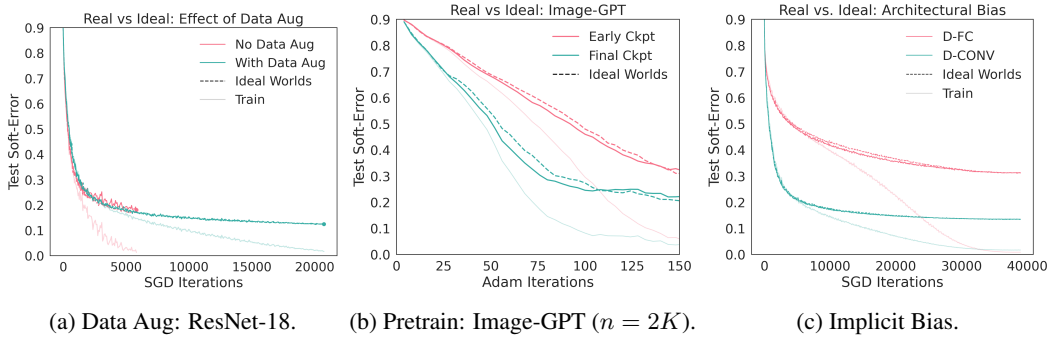 Real vs Ideal: Effect of Data Aug
Test Soft-Error
0.9
0.8
0.7
0.6
0.5
0.4
0.3
0.2
0.1
0.0
No Data Aug
With Data Aug
Ideal Worlds
Train
0 5000 10000 15000 20000
SGD Iterations
(a) Data Aug: ResNet-18.
Real vs Ideal: Image-GPT
Test Soft-Error
0.9
0.8
0.7
0.6
0.5
0.4
0.3
0.2
0.1
0.0
Early Ckpt
Final Ckpt
Ideal Worlds
0 25 50 75 100 125 150
Adam Iterations
(b) Pretrain: Image-GPT (n = 2K).
Real vs. Ideal: Architectural Bias
Test Soft-Error
0.9
0.8
0.7
0.6
0.5
0.4
0.3
0.2
0.1
0.0
D-FC
D-CONV
Ideal Worlds
Train
0 10000 20000 30000 40000
SGD Iterations
(c) Implicit Bias.